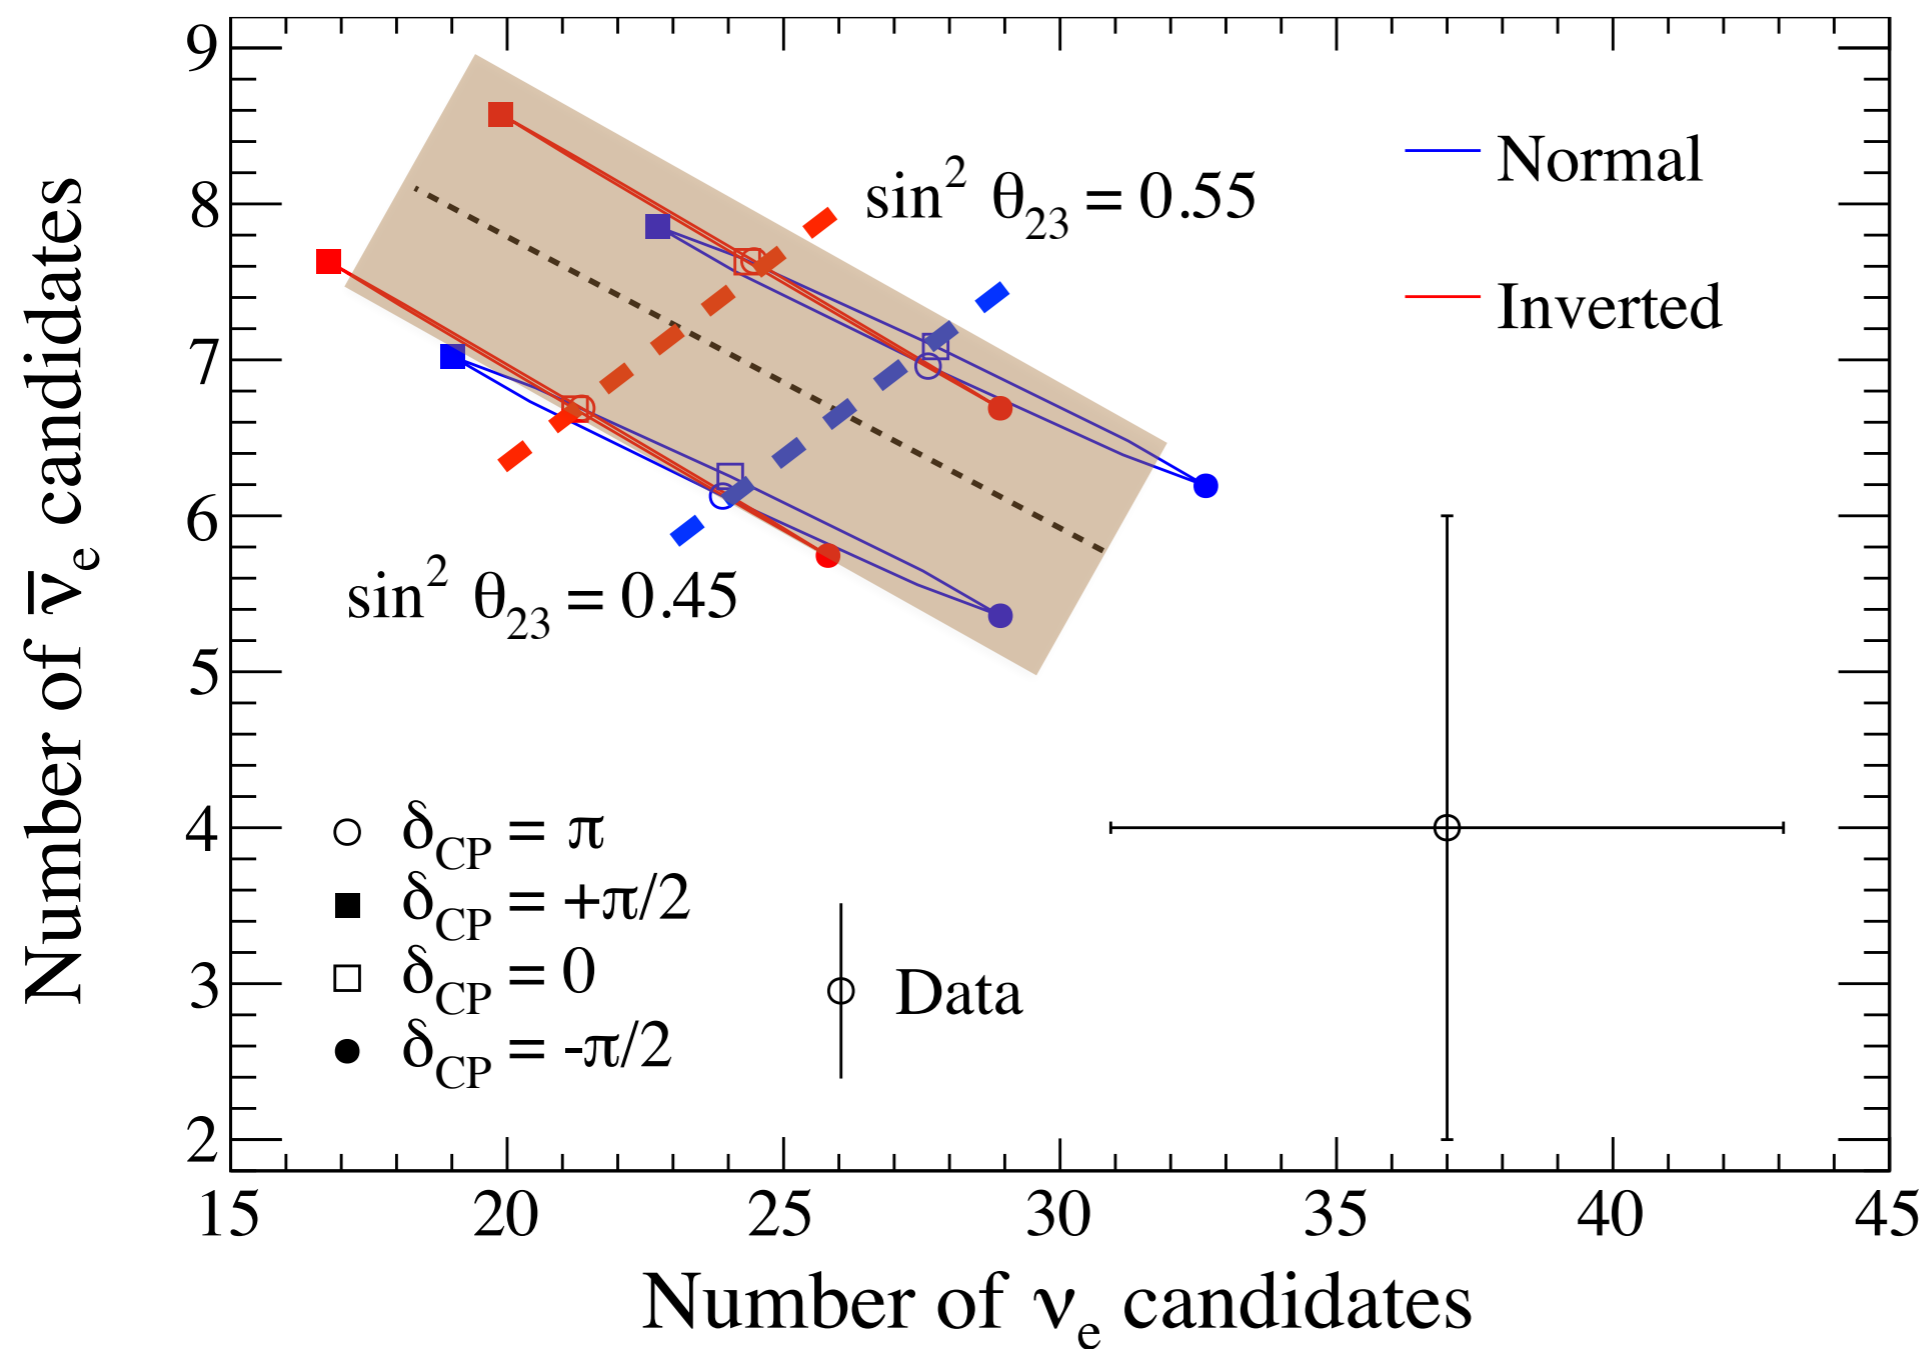 Number of ν̅e candidates
9
8
7
6
5
4
3
2
sin² θ23 = 0.55
Normal
Inverted
sin² θ23 = 0.45
δCP = π
δCP = +π/2
δCP = 0
δCP = -π/2
Data
15 20 25 30 35 40 45
Number of νe candidates